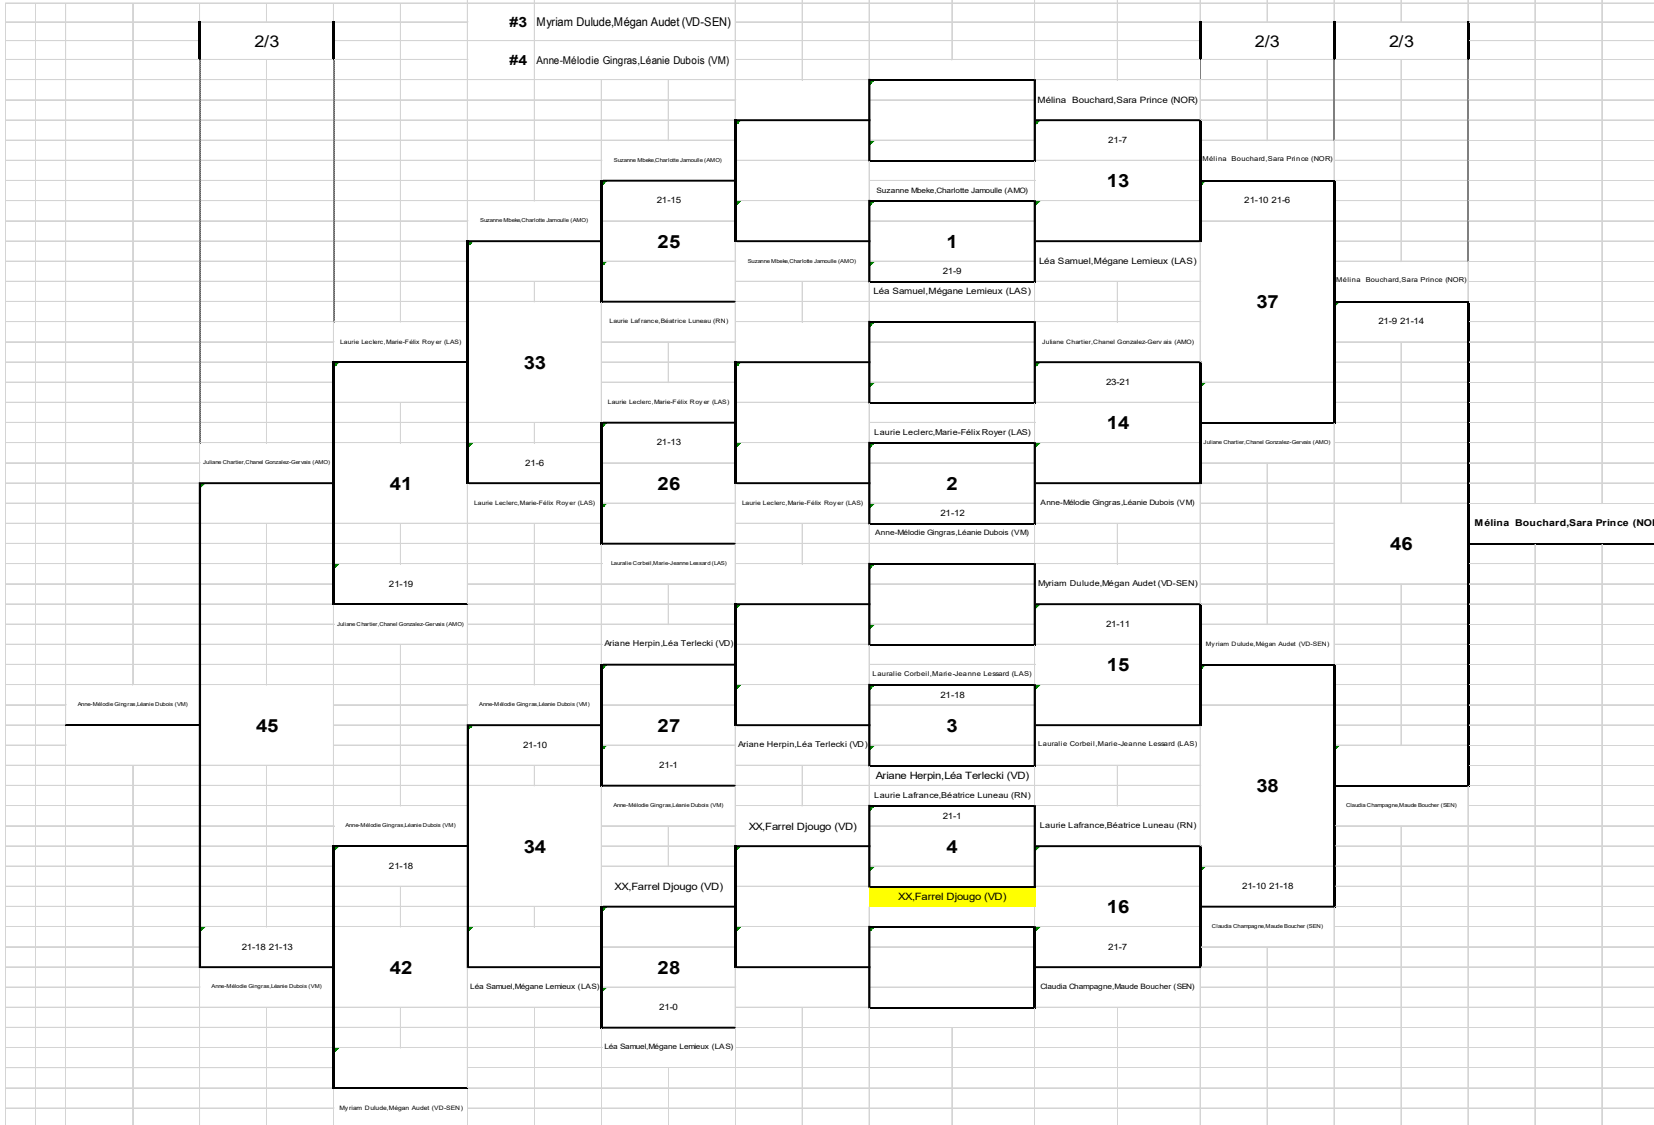 #3 Myriam Dulude,Mégan Audet (VD-SEN)
2/3
2/3
2/3
#4 Anne-Mélodie Gingras,Léanie Dubois (VM)
Mélina Bouchard,Sara Prince (NOR)
21-7
Suzanne Mbeke,Charlotte Jamoulle (AMO)
Mélina Bouchard,Sara Prince (NOR)
13
Suzanne Mbeke,Charlotte Jamoulle (AMO)
21-15
21-10 21-6
Suzanne Mbeke,Charlotte Jamoulle (AMO)
25
1
Suzanne Mbeke,Charlotte Jamoulle (AMO)
Léa Samuel,Mégane Lemieux (LAS)
21-9
Mélina Bouchard,Sara Prince (NOR)
Léa Samuel,Mégane Lemieux (LAS)
37
Laurie Lafrance,Béatrice Luneau (RN)
21-9 21-14
Laurie Leclerc,Marie-Félix Royer (LAS)
Juliane Chartier,Chanel Gonzalez-Gervais (AMO)
33
23-21
Laurie Leclerc,Marie-Félix Royer (LAS)
14
Laurie Leclerc,Marie-Félix Royer (LAS)
21-13
Juliane Chartier,Chanel Gonzalez-Gervais (AMO)
Juliane Chartier,Chanel Gonzalez-Gervais (AMO)
21-6
41
26
2
Laurie Leclerc,Marie-Félix Royer (LAS)
Laurie Leclerc,Marie-Félix Royer (LAS)
Anne-Mélodie Gingras,Léanie Dubois (VM)
21-12
Mélina Bouchard,Sara Prince (NO
Anne-Mélodie Gingras,Léanie Dubois (VM)
46
Lauralie Corbeil,Marie-Jeanne Lessard (LAS)
21-19
Myriam Dulude,Mégan Audet (VD-SEN)
Juliane Chartier,Chanel Gonzalez-Gervais (AMO)
21-11
Ariane Herpin,Léa Terlecki (VD)
Myriam Dulude,Mégan Audet (VD-SEN)
15
Lauralie Corbeil,Marie-Jeanne Lessard (LAS)
21-18
Anne-Mélodie Gingras,Léanie Dubois (VM)
Anne-Mélodie Gingras,Léanie Dubois (VM)
45
27
3
21-10
Ariane Herpin,Léa Terlecki (VD)
Lauralie Corbeil,Marie-Jeanne Lessard (LAS)
21-1
Ariane Herpin,Léa Terlecki (VD)
38
Laurie Lafrance,Béatrice Luneau (RN)
Anne-Mélodie Gingras,Léanie Dubois (VM)
Claudia Champagne,Maude Boucher (SEN)
21-1
Anne-Mélodie Gingras,Léanie Dubois (VM)
XX,Farrel Djougo (VD)
Laurie Lafrance,Béatrice Luneau (RN)
34
4
21-18
XX,Farrel Djougo (VD)
21-10 21-18
XX,Farrel Djougo (VD)
16
Claudia Champagne,Maude Boucher (SEN)
21-18 21-13
21-7
42
28
Anne-Mélodie Gingras,Léanie Dubois (VM)
Léa Samuel,Mégane Lemieux (LAS)
Claudia Champagne,Maude Boucher (SEN)
21-0
Léa Samuel,Mégane Lemieux (LAS)
Myriam Dulude,Mégan Audet (VD-SEN)